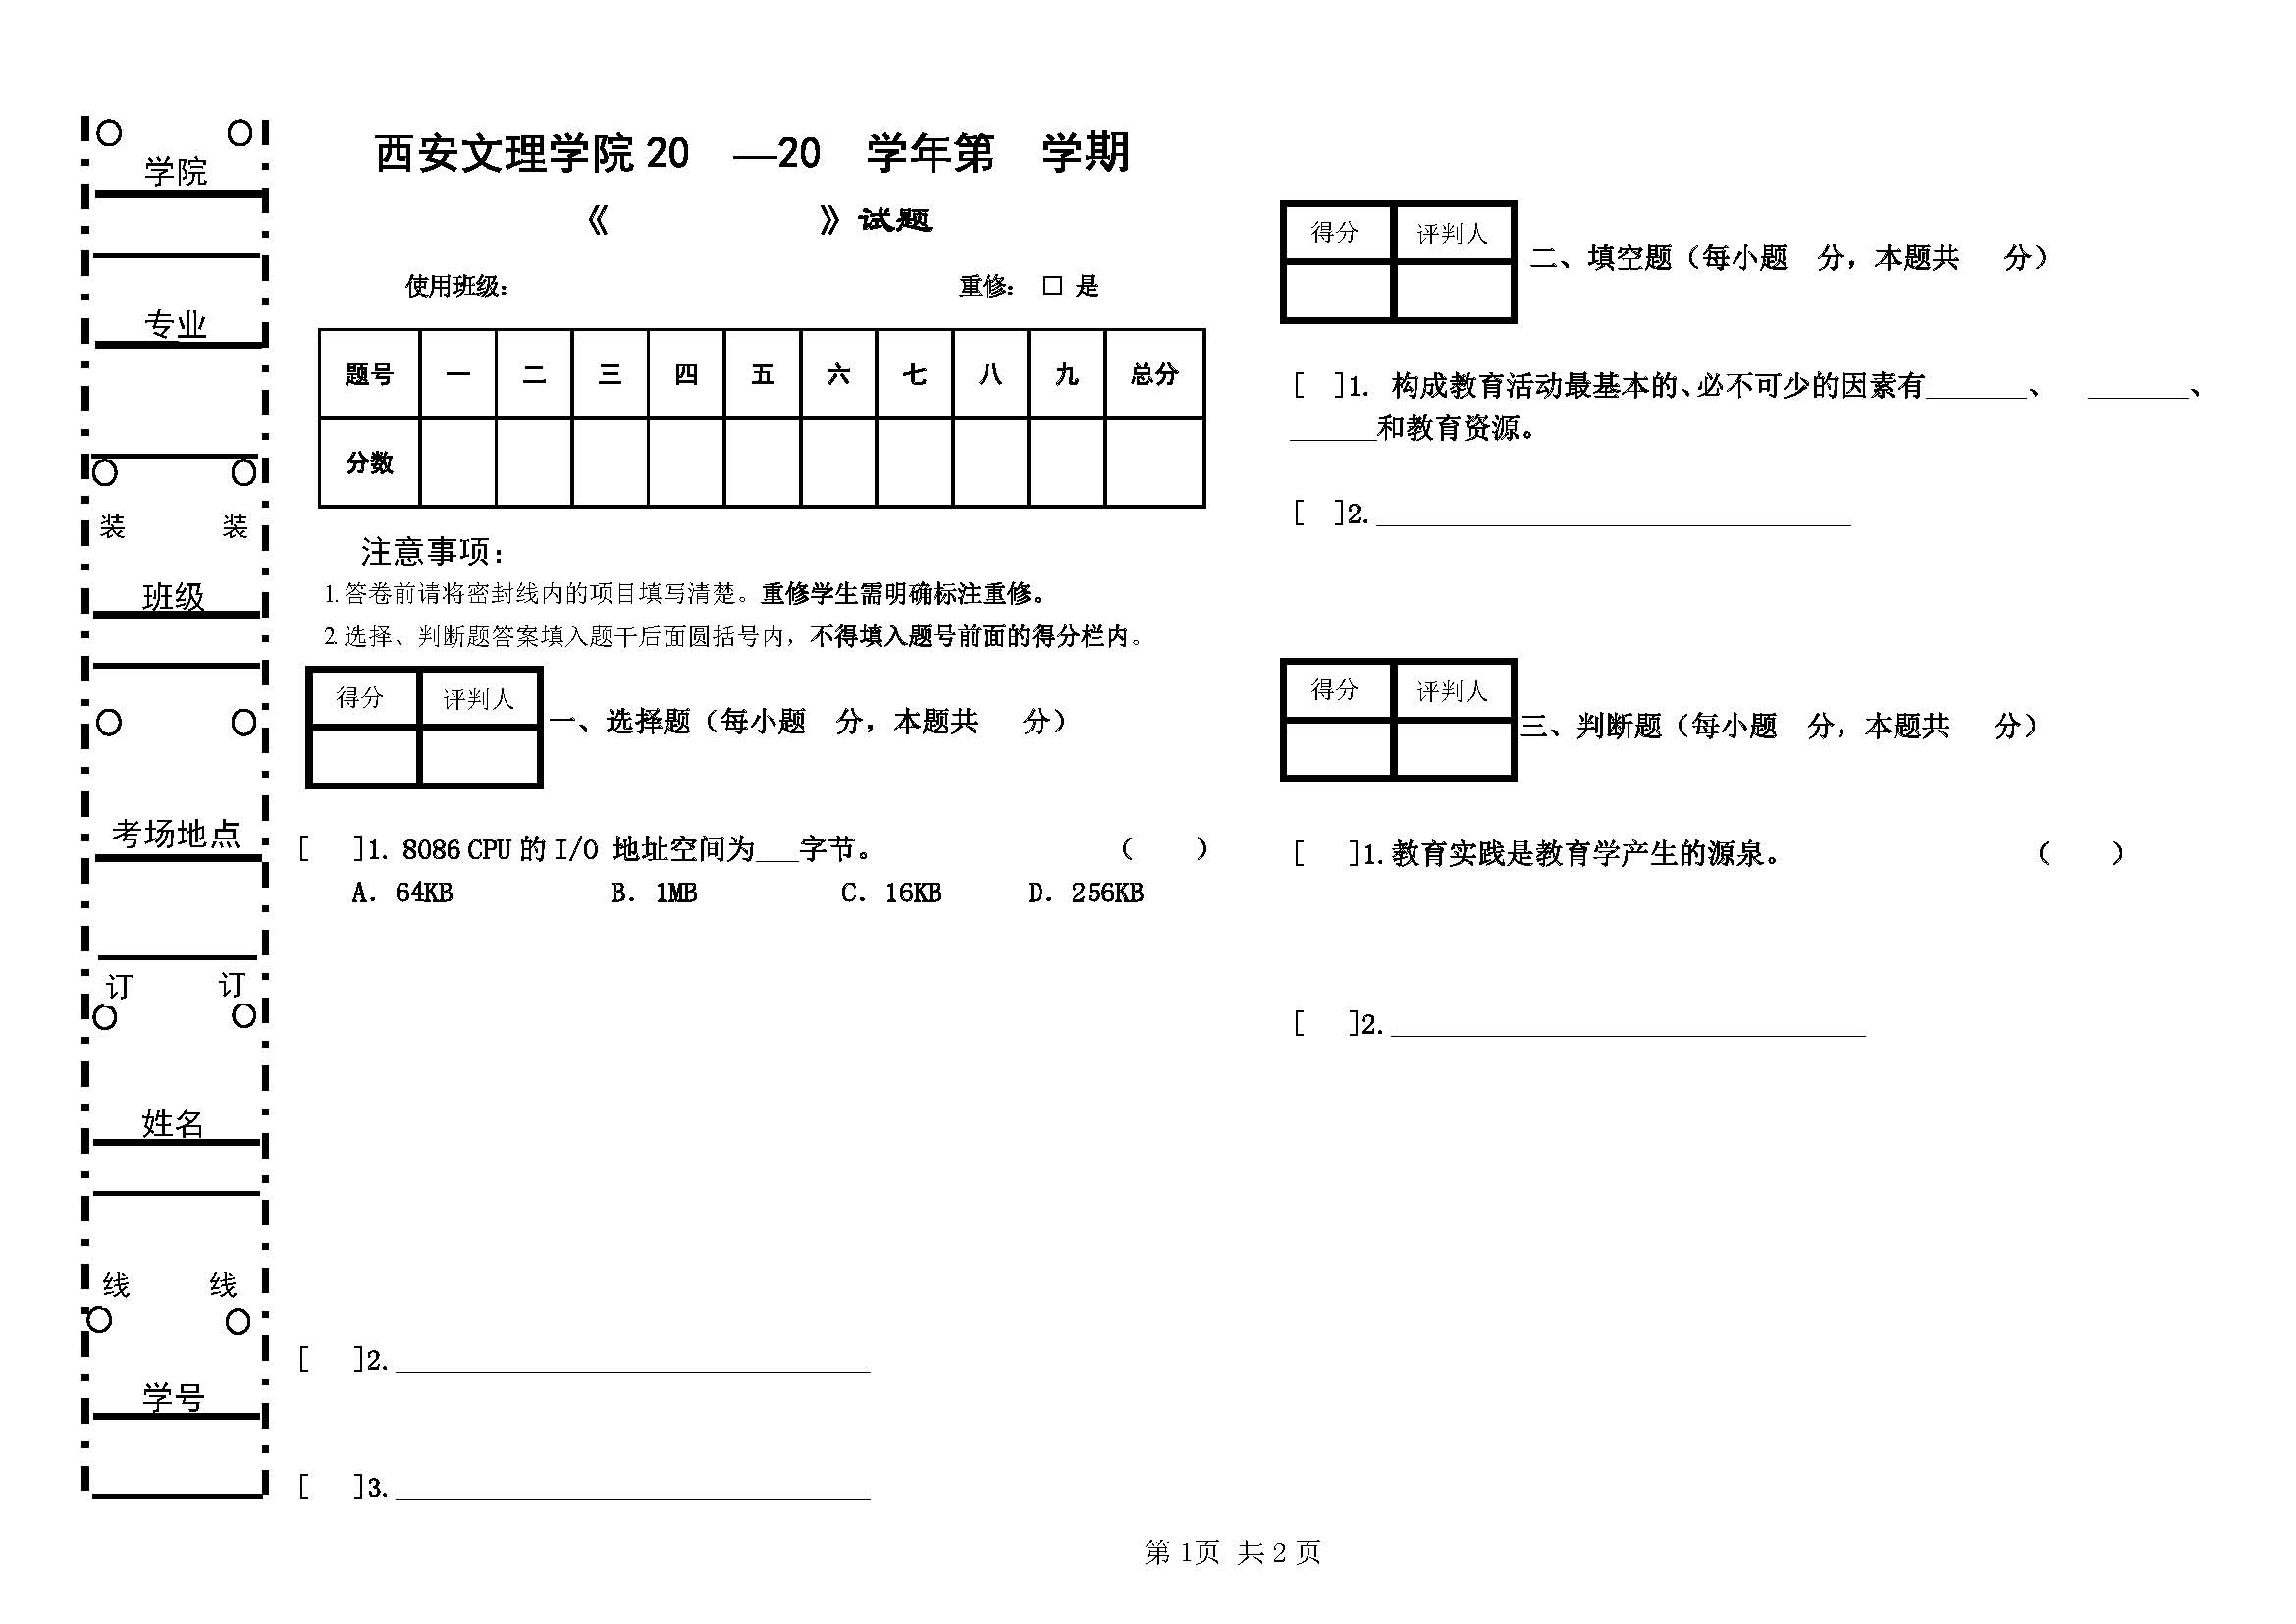 学院
专业
装 装
班级
考场地点
订 订
姓名
线 线
学号
西安文理学院20 —20 学年第 学期
《 》试题
使用班级： 重修： □ 是
题号 一 二 三 四 五 六 七 八 九 总分
分数
注意事项：
1.答卷前请将密封线内的项目填写清楚。重修学生需明确标注重修。
2.选择、判断题答案填入题干后面圆括号内，不得填入题号前面的得分栏内。
得分 评判人
一、选择题（每小题 分，本题共 分）
[ ]1. 8086 CPU 的 I/O 地址空间为___字节。 （ ）
A. 64KB B. 1MB C. 16KB D. 256KB
[ ]2._________________________________
[ ]3._________________________________
得分 评判人
二、填空题（每小题 分，本题共 分）
[ ]1. 构成教育活动最基本的、必不可少的因素有_______、 _______、
______和教育资源。
[ ]2._________________________________
得分 评判人
三、判断题（每小题 分，本题共 分）
[ ]1.教育实践是教育学产生的源泉。 （ ）
[ ]2._________________________________
第 1页 共 2 页